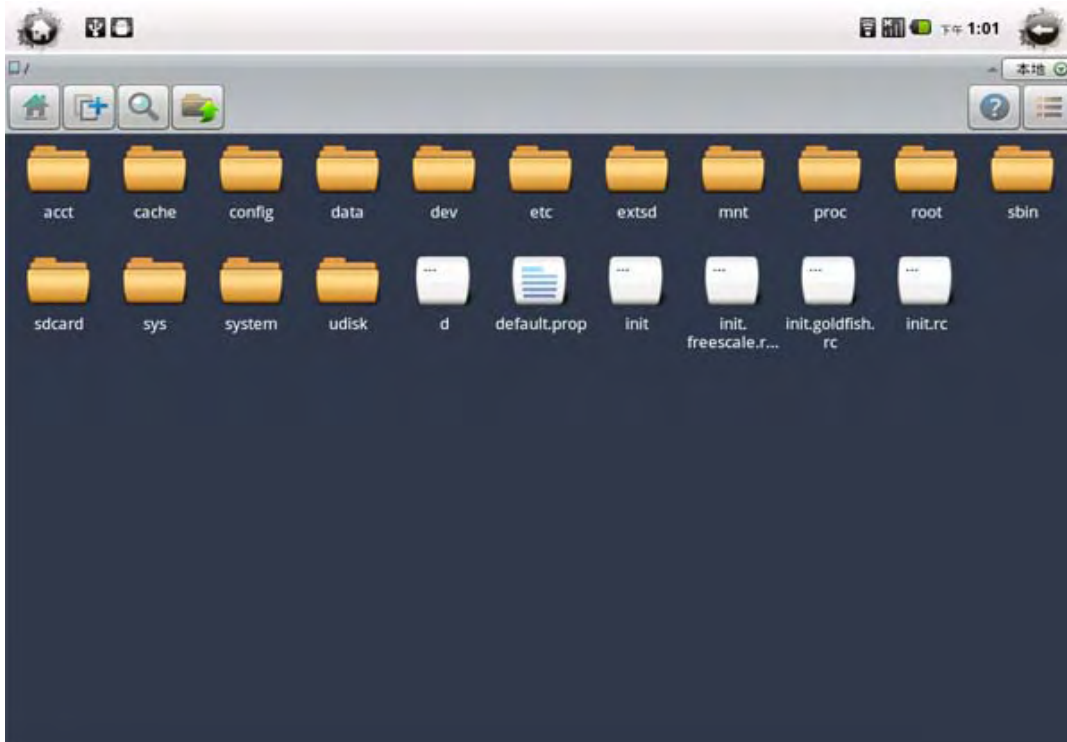 下午 1:01
/
本地
acct cache config data dev etc extsd mnt proc root sbin
sdcard sys system udisk d default.prop init init. init.goldfish. init.rc
freescale.r... rc